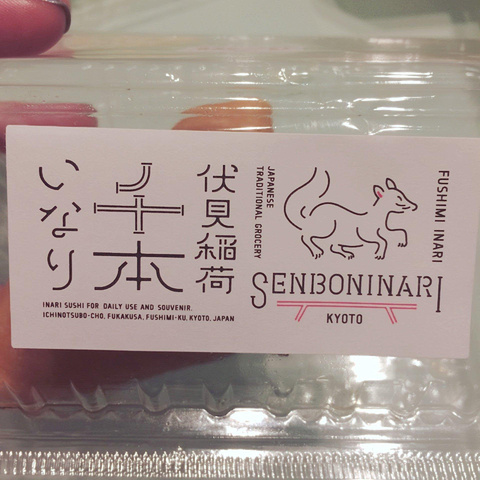 伏見稲荷
千本
いなり
INARI SUSHI FOR DAILY USE AND SOUVENIR.
ICHINOTSUBO-CHO, FUKAKUSA, FUSHIMI-KU, KYOTO, JAPAN
JAPANESE
TRADITIONAL GROCERY
FUSHIMI INARI
SENBONINARI
KYOTO